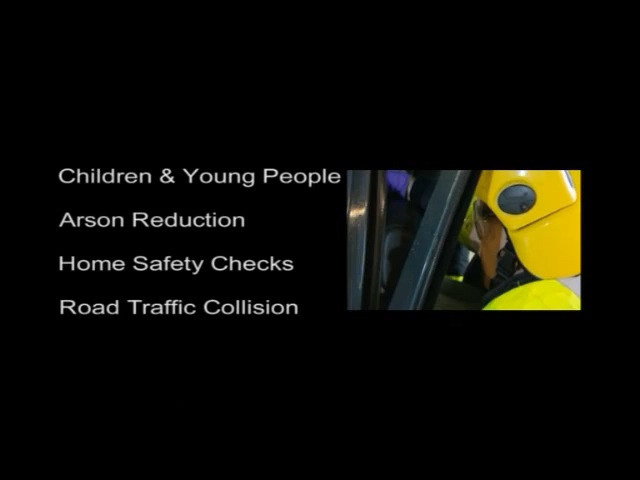 Children & Young People
Arson Reduction
Home Safety Checks
Road Traffic Collision